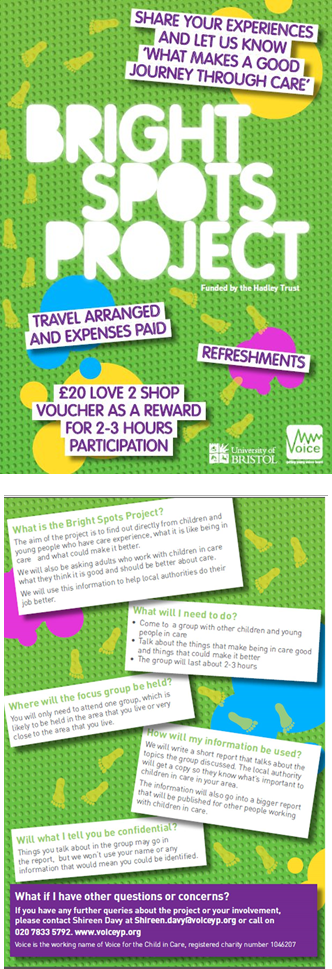 SHARE YOUR EXPERIENCES
AND LET US KNOW
'WHAT MAKES A GOOD
JOURNEY THROUGH CARE'
BRIGHT
SPOTS
PROJECT
Funded by the Hadley Trust
TRAVEL ARRANGED
AND EXPENSES PAID
REFRESHMENTS
£20 LOVE 2 SHOP
VOUCHER AS A REWARD
FOR 2-3 HOURS
PARTICIPATION
University of
BRISTOL
Voice
What is the Bright Spots Project?
The aim of the project is to find out directly from children and
young people who have care experience, what it is like being in
care and what could make it better.
We will also be asking adults who work with children in care
what they think it is good and should be better about care.
We will use this information to help local authorities do their
job better.
What will I need to do?
• Come to a group with other children and young
people in care
• Talk about the things that make being in care good
and things that could make it better
• The group will last about 2-3 hours
Where will the focus group be held?
You will only need to attend one group, which is
likely to be held in the area that you live or very
close to the area that you live.
How will my information be used?
We will write a short report that talks about the
topics the group discussed. The local authority
will get a copy so they know what's important to
children in care in your area.
The information will also go into a bigger report
that will be published for other people working
with children in care.
Will what I tell you be confidential?
Things you talk about in the group may go in
the report, but we won't use your name or any
information that would mean you could be identified.
What if I have other questions or concerns?
If you have any further queries about the project or your involvement,
please contact Shireen Davy at Shireen.davy@voiceyp.org or call on
020 7833 5792. www.voiceyp.org
Voice is the working name of Voice for the Child in Care, registered charity number 1046207